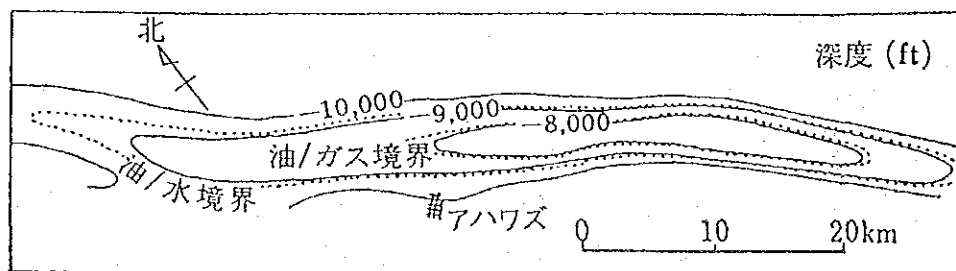 北
深度 (ft)
10,000
9,000
8,000
油/ガス境界
油/水境界
アハワズ
0 10 20km